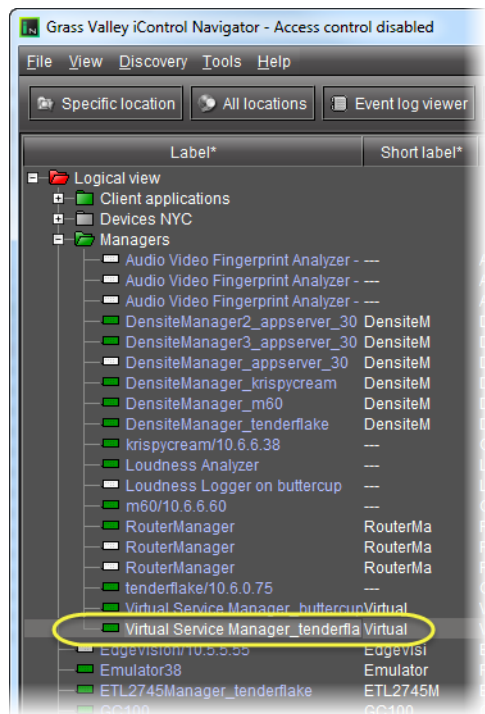 Grass Valley iControl Navigator - Access control disabled
File View Discovery Tools Help
Specific location All locations Event log viewer
Label* Short label*
Logical view
Client applications
Devices NYC
Managers
Audio Video Fingerprint Analyzer - ---
Audio Video Fingerprint Analyzer - ---
Audio Video Fingerprint Analyzer - ---
DensiteManager2_appserver_30 DensiteM
DensiteManager3_appserver_30 DensiteM
DensiteManager_appserver_30 DensiteM
DensiteManager_krispycream DensiteM
DensiteManager_m60 DensiteM
DensiteManager_tenderflake DensiteM
krispycream/10.6.6.38 ---
Loudness Analyzer ---
Loudness Logger on buttercup ---
m60/10.6.6.60 ---
RouterManager RouterMa
RouterManager RouterMa
RouterManager RouterMa
tenderflake/10.6.0.75 ---
Virtual Service Manager_buttercup Virtual
Virtual Service Manager_tenderfla Virtual
EdgeVision/10.5.5.55 EdgeVisi
Emulator38 Emulator
ETL2745Manager_tenderflake ETL2745M
GC100 GC100